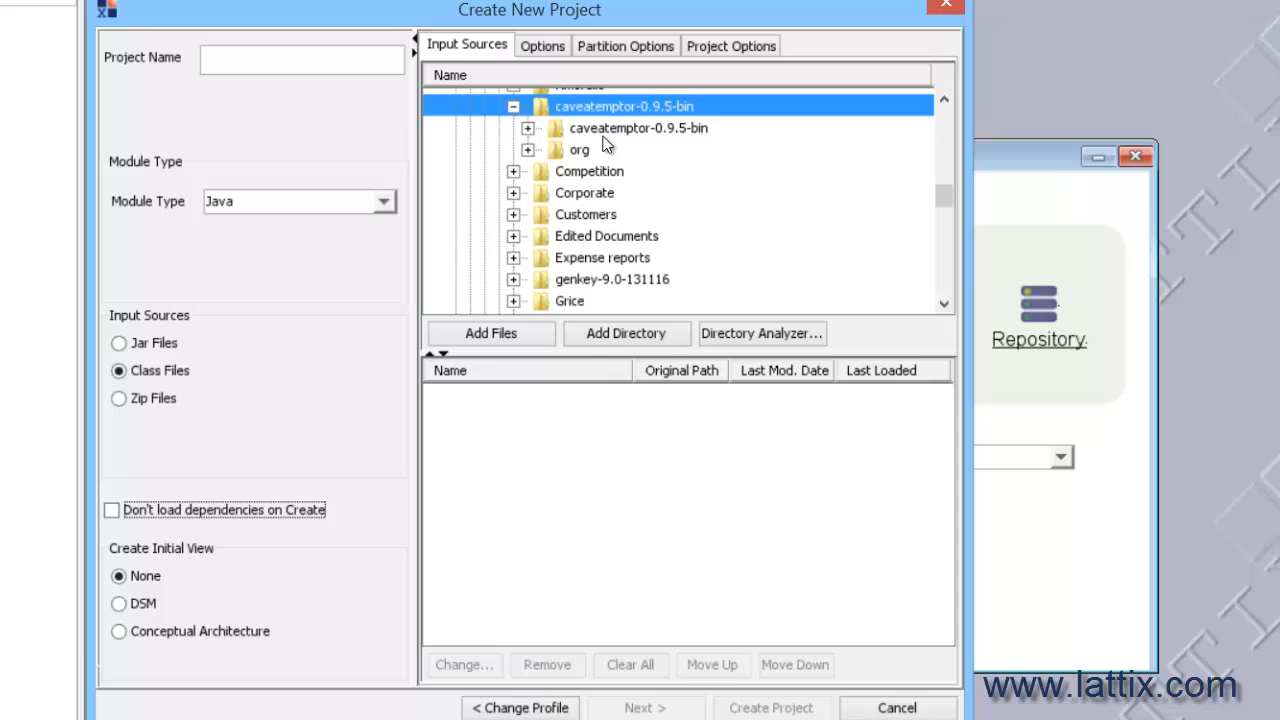 Create New Project
Project Name
Module Type
Module Type Java
Input Sources
Jar Files
Class Files
Zip Files
Don't load dependencies on Create
Create Initial View
None
DSM
Conceptual Architecture
Input Sources Options Partition Options Project Options
Name
caveatemptor-0.9.5-bin
caveatemptor-0.9.5-bin
org
Competition
Corporate
Customers
Edited Documents
Expense reports
genkey-9.0-131116
Grice
Add Files Add Directory Directory Analyzer...
Name Original Path Last Mod. Date Last Loaded
Change... Remove Clear All Move Up Move Down
< Change Profile Next > Create Project Cancel
Repository.
www.lattix.com